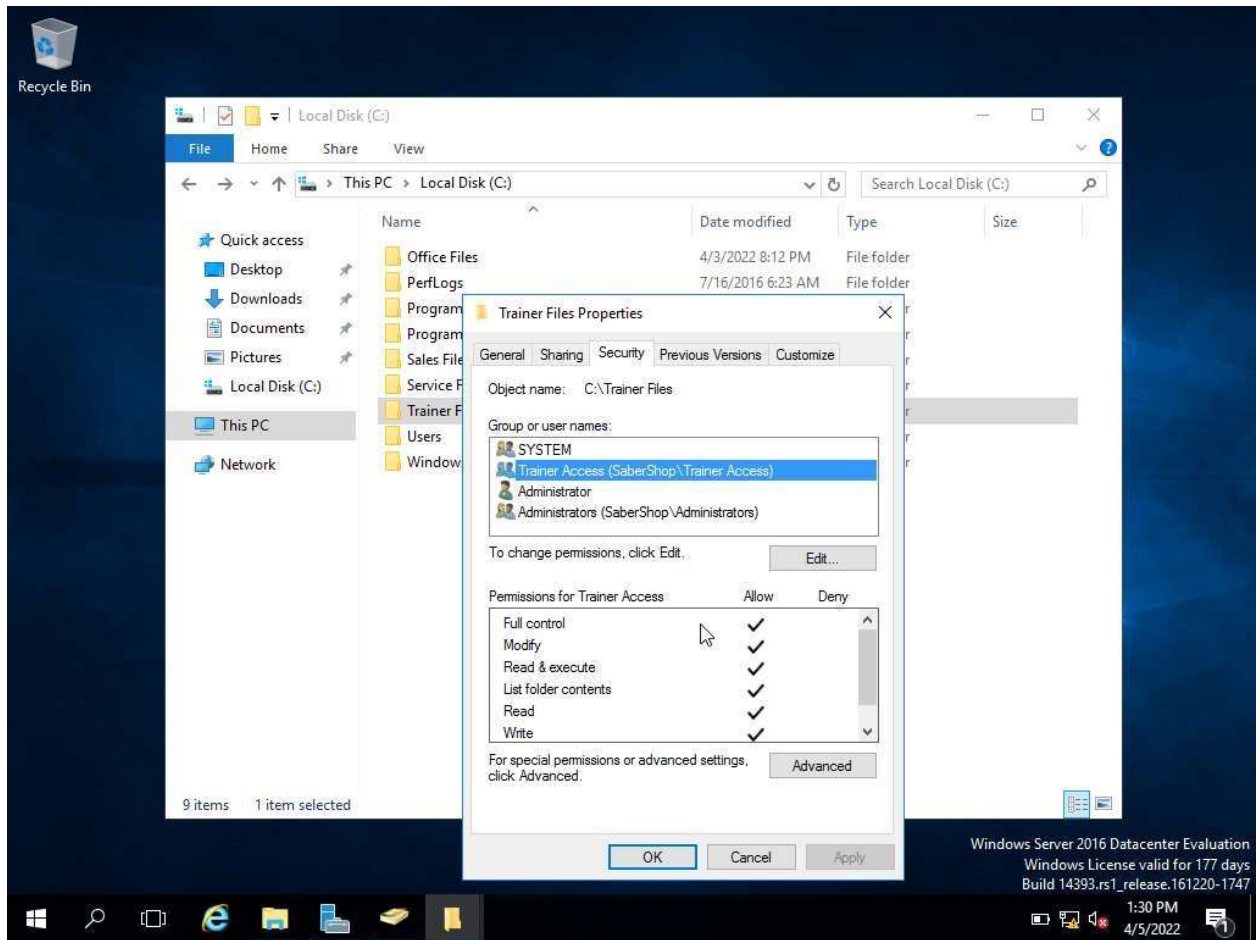 Recycle Bin
Local Disk (C:)
File Home Share View
This PC > Local Disk (C:)
Search Local Disk (C:)
Name Date modified Type Size
Quick access
Desktop
Downloads
Documents
Pictures
Local Disk (C:)
This PC
Network
Office Files 4/3/2022 8:12 PM File folder
PerfLogs 7/16/2016 6:23 AM File folder
Program
Program
Sales File
Service F
Trainer F
Users
Window
Trainer Files Properties
General Sharing Security Previous Versions Customize
Object name: C:\Trainer Files
Group or user names:
SYSTEM
Trainer Access (SaberShop\Trainer Access)
Administrator
Administrators (SaberShop\Administrators)
To change permissions, click Edit.
Edit...
Permissions for Trainer Access Allow Deny
Full control
Modify
Read & execute
List folder contents
Read
Write
For special permissions or advanced settings,
click Advanced.
Advanced
OK Cancel Apply
9 items 1 item selected
Windows Server 2016 Datacenter Evaluation
Windows License valid for 177 days
Build 14393.rs1_release.161220-1747
1:30 PM
4/5/2022
1